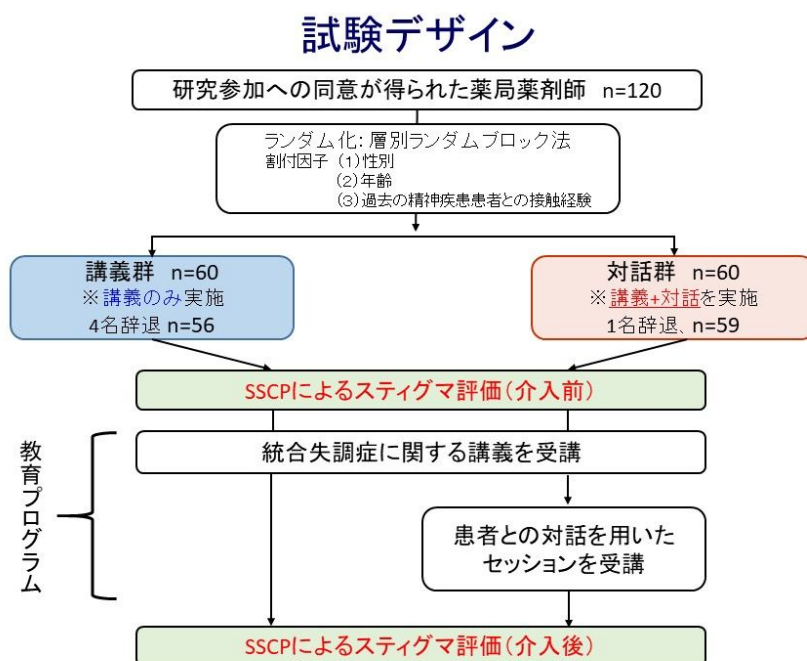 試験デザイン
研究参加への同意が得られた薬局薬剤師 n=120
ランダム化: 層別ランダムブロック法
割付因子 (1)性別
(2)年齢
(3)過去の精神疾患患者との接触経験
講義群 n=60
※講義のみ実施
4名辞退 n=56
対話群 n=60
※講義+対話を実施
1名辞退、n=59
SSCPによるスティグマ評価(介入前)
教育プログラム
統合失調症に関する講義を受講
患者との対話を用いた
セッションを受講
SSCPによるスティグマ評価(介入後)